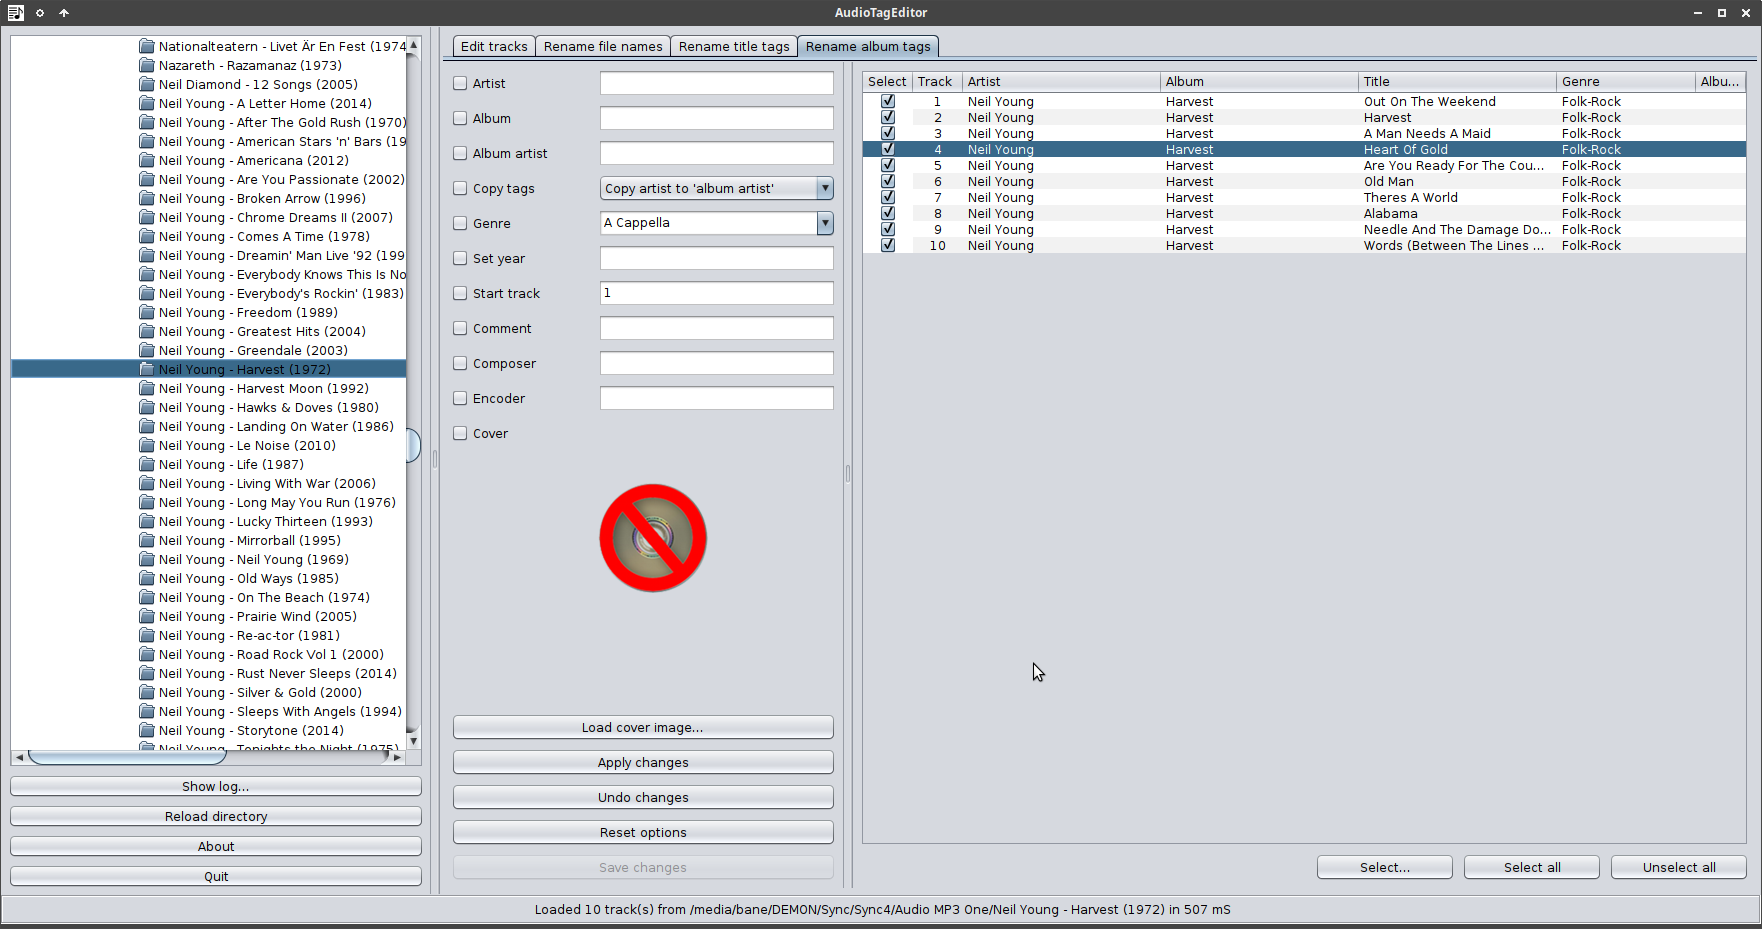 AudioTagEditor
Nationalteatern - Livet Är En Fest (1974
Nazareth - Razamanaz (1973)
Neil Diamond - 12 Songs (2005)
Neil Young - A Letter Home (2014)
Neil Young - After The Gold Rush (1970)
Neil Young - American Stars 'n' Bars (19
Neil Young - Americana (2012)
Neil Young - Are You Passionate (2002)
Neil Young - Broken Arrow (1996)
Neil Young - Chrome Dreams II (2007)
Neil Young - Comes A Time (1978)
Neil Young - Dreamin' Man Live '92 (199
Neil Young - Everybody Knows This Is No
Neil Young - Everybody's Rockin' (1983)
Neil Young - Freedom (1989)
Neil Young - Greatest Hits (2004)
Neil Young - Greendale (2003)
Neil Young - Harvest (1972)
Neil Young - Harvest Moon (1992)
Neil Young - Hawks & Doves (1980)
Neil Young - Landing On Water (1986)
Neil Young - Le Noise (2010)
Neil Young - Life (1987)
Neil Young - Living With War (2006)
Neil Young - Long May You Run (1976)
Neil Young - Lucky Thirteen (1993)
Neil Young - Mirrorball (1995)
Neil Young - Neil Young (1969)
Neil Young - Old Ways (1985)
Neil Young - On The Beach (1974)
Neil Young - Prairie Wind (2005)
Neil Young - Re-ac-tor (1981)
Neil Young - Road Rock Vol 1 (2000)
Neil Young - Rust Never Sleeps (2014)
Neil Young - Silver & Gold (2000)
Neil Young - Sleeps With Angels (1994)
Neil Young - Storytone (2014)
Neil Young - Tonights the Night (1975)
Show log...
Reload directory
About
Quit
Edit tracks Rename file names Rename title tags Rename album tags
Artist
Album
Album artist
Copy tags Copy artist to 'album artist'
Genre A Cappella
Set year
Start track 1
Comment
Composer
Encoder
Cover
Load cover image...
Apply changes
Undo changes
Reset options
Save changes
Select Track Artist Album Title Genre Albu...
1 Neil Young Harvest Out On The Weekend Folk-Rock
2 Neil Young Harvest Harvest Folk-Rock
3 Neil Young Harvest A Man Needs A Maid Folk-Rock
4 Neil Young Harvest Heart Of Gold Folk-Rock
5 Neil Young Harvest Are You Ready For The Cou... Folk-Rock
6 Neil Young Harvest Old Man Folk-Rock
7 Neil Young Harvest Theres A World Folk-Rock
8 Neil Young Harvest Alabama Folk-Rock
9 Neil Young Harvest Needle And The Damage Do... Folk-Rock
10 Neil Young Harvest Words (Between The Lines ... Folk-Rock
Select... Select all Unselect all
Loaded 10 track(s) from /media/bane/DEMON/Sync/Sync4/Audio MP3 One/Neil Young - Harvest (1972) in 507 mS